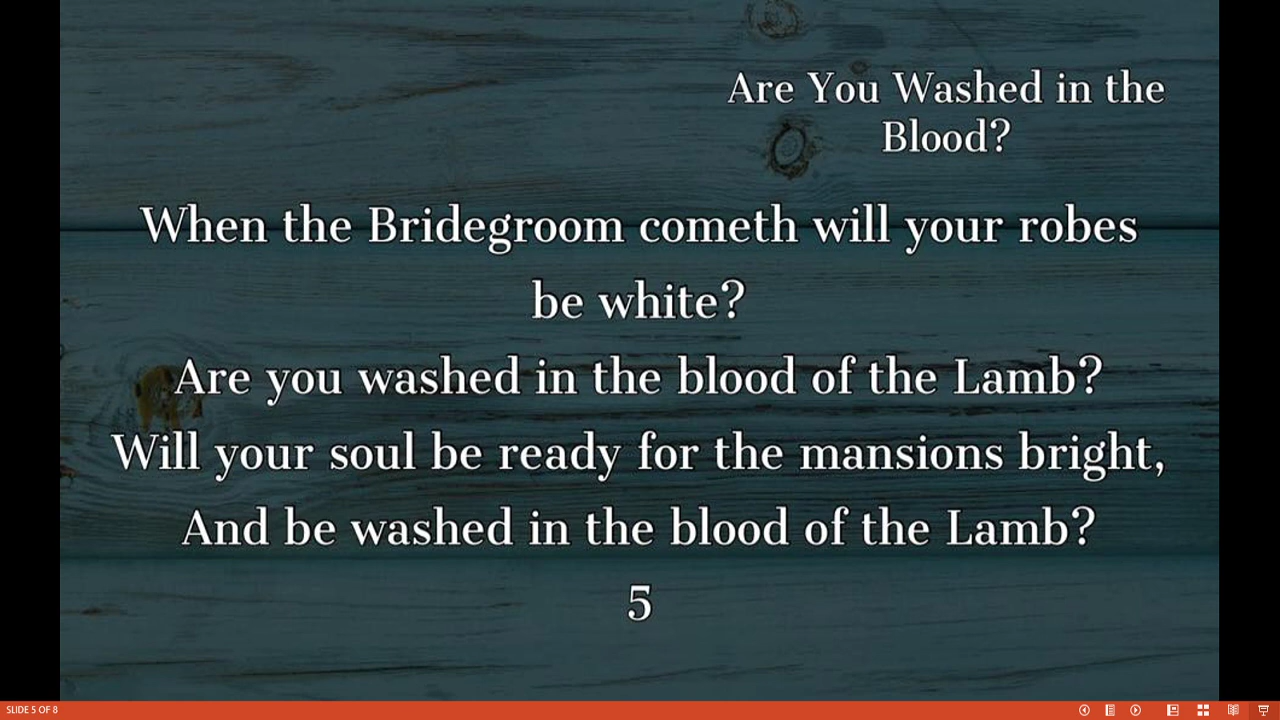 Are You Washed in the
Blood?
When the Bridegroom cometh will your robes
be white?
Are you washed in the blood of the Lamb?
Will your soul be ready for the mansions bright,
And be washed in the blood of the Lamb?
5
SLIDE 5 OF 8